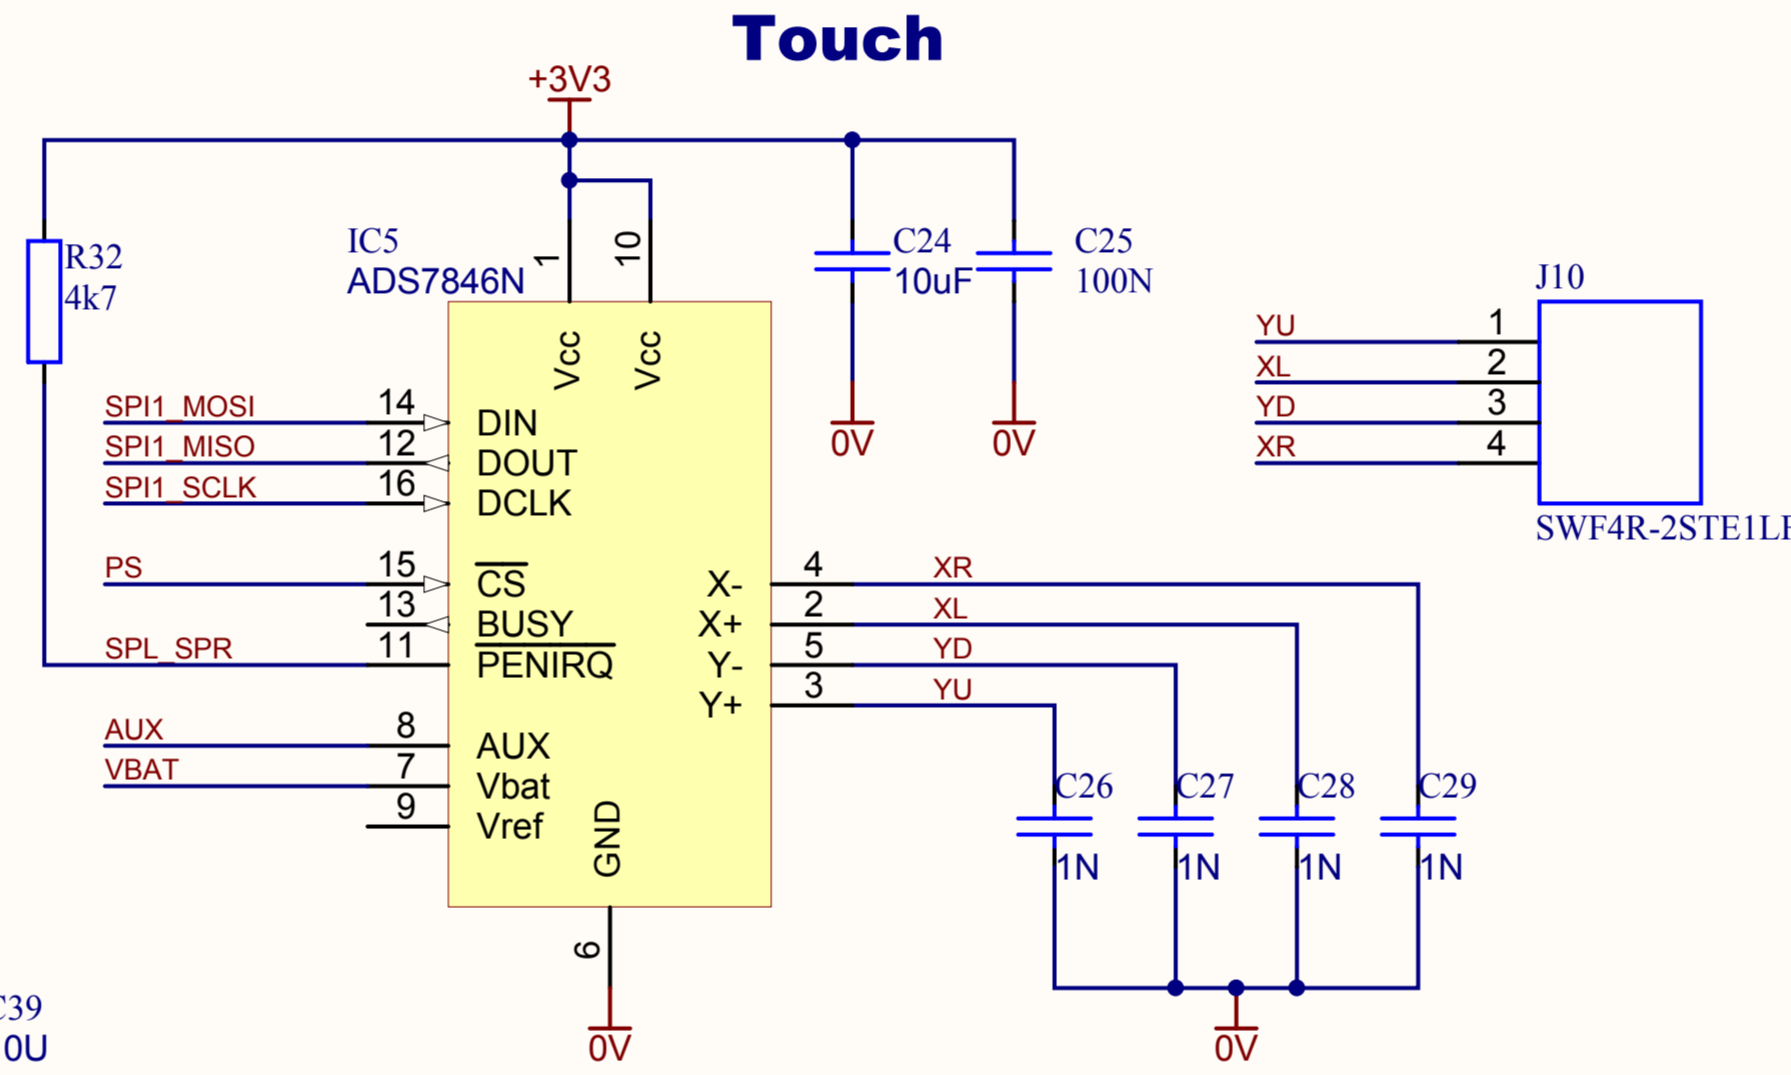 Touch
+3V3
R32
4k7
IC5
ADS7846N
1
10
Vcc
Vcc
C24
10uF
C25
100N
0V
0V
J10
YU
1
XL
2
YD
3
XR
4
SWF4R-2STE1LF
SPI1_MOSI
14
DIN
SPI1_MISO
12
DOUT
SPI1_SCLK
16
DCLK
PS
15
CS
13
BUSY
SPL_SPR
11
PENIRQ
AUX
8
AUX
VBAT
7
Vbat
9
Vref
GND
6
0V
X-
4
XR
X+
2
XL
Y-
5
YD
Y+
3
YU
C26
1N
C27
1N
C28
1N
C29
1N
0V
C39
0U